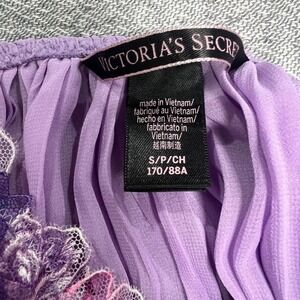 VICTORIA'S SECRET
made in Vietnam/
fabriqué au Vietnam/
hecho en Vietnam/
fabbricato in
Vietnam/
越南制造
S/P/CH
170/88A